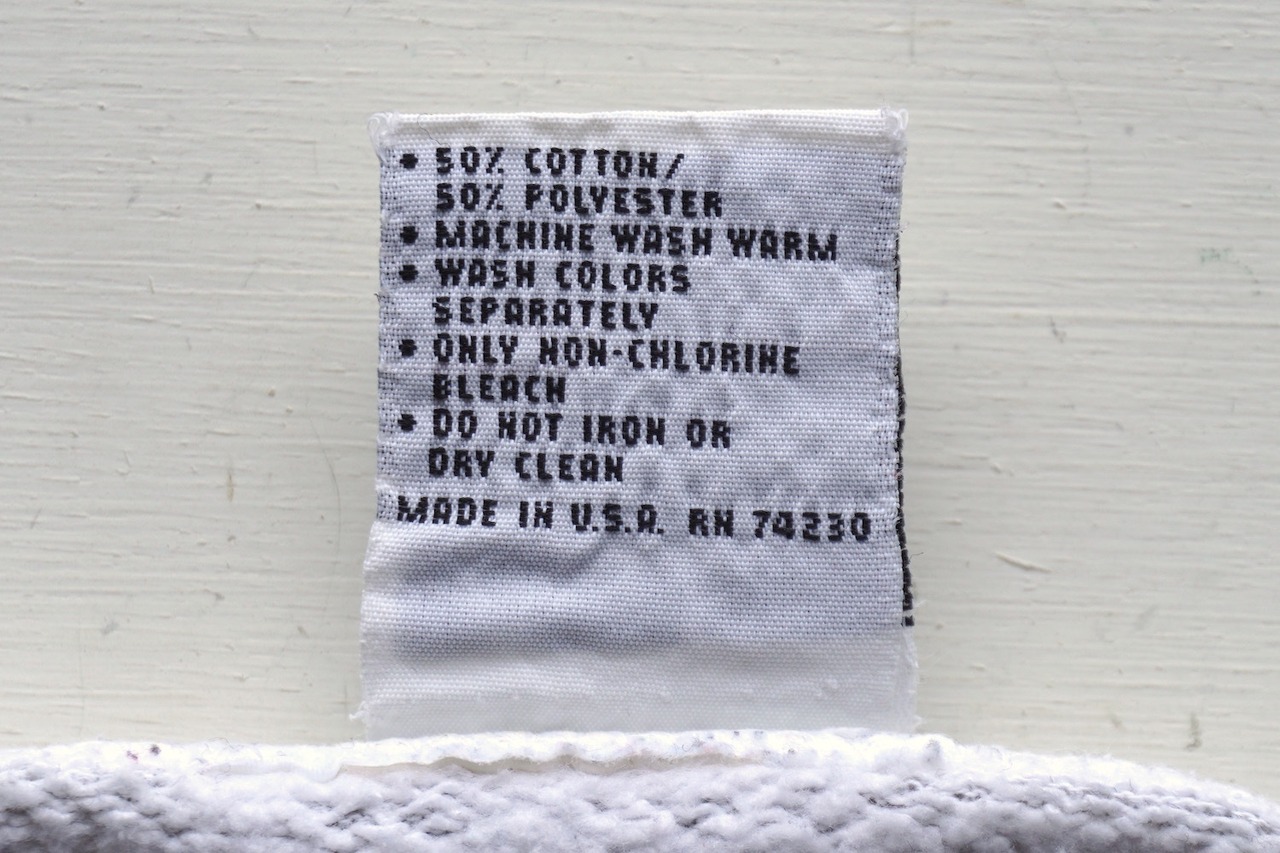 • 50% COTTON/
50% POLYESTER
• MACHINE WASH WARM
• WASH COLORS
SEPARATELY
• ONLY NON-CHLORINE
BLEACH
• DO NOT IRON OR
DRY CLEAN
MADE IN U.S.A. RN 74230